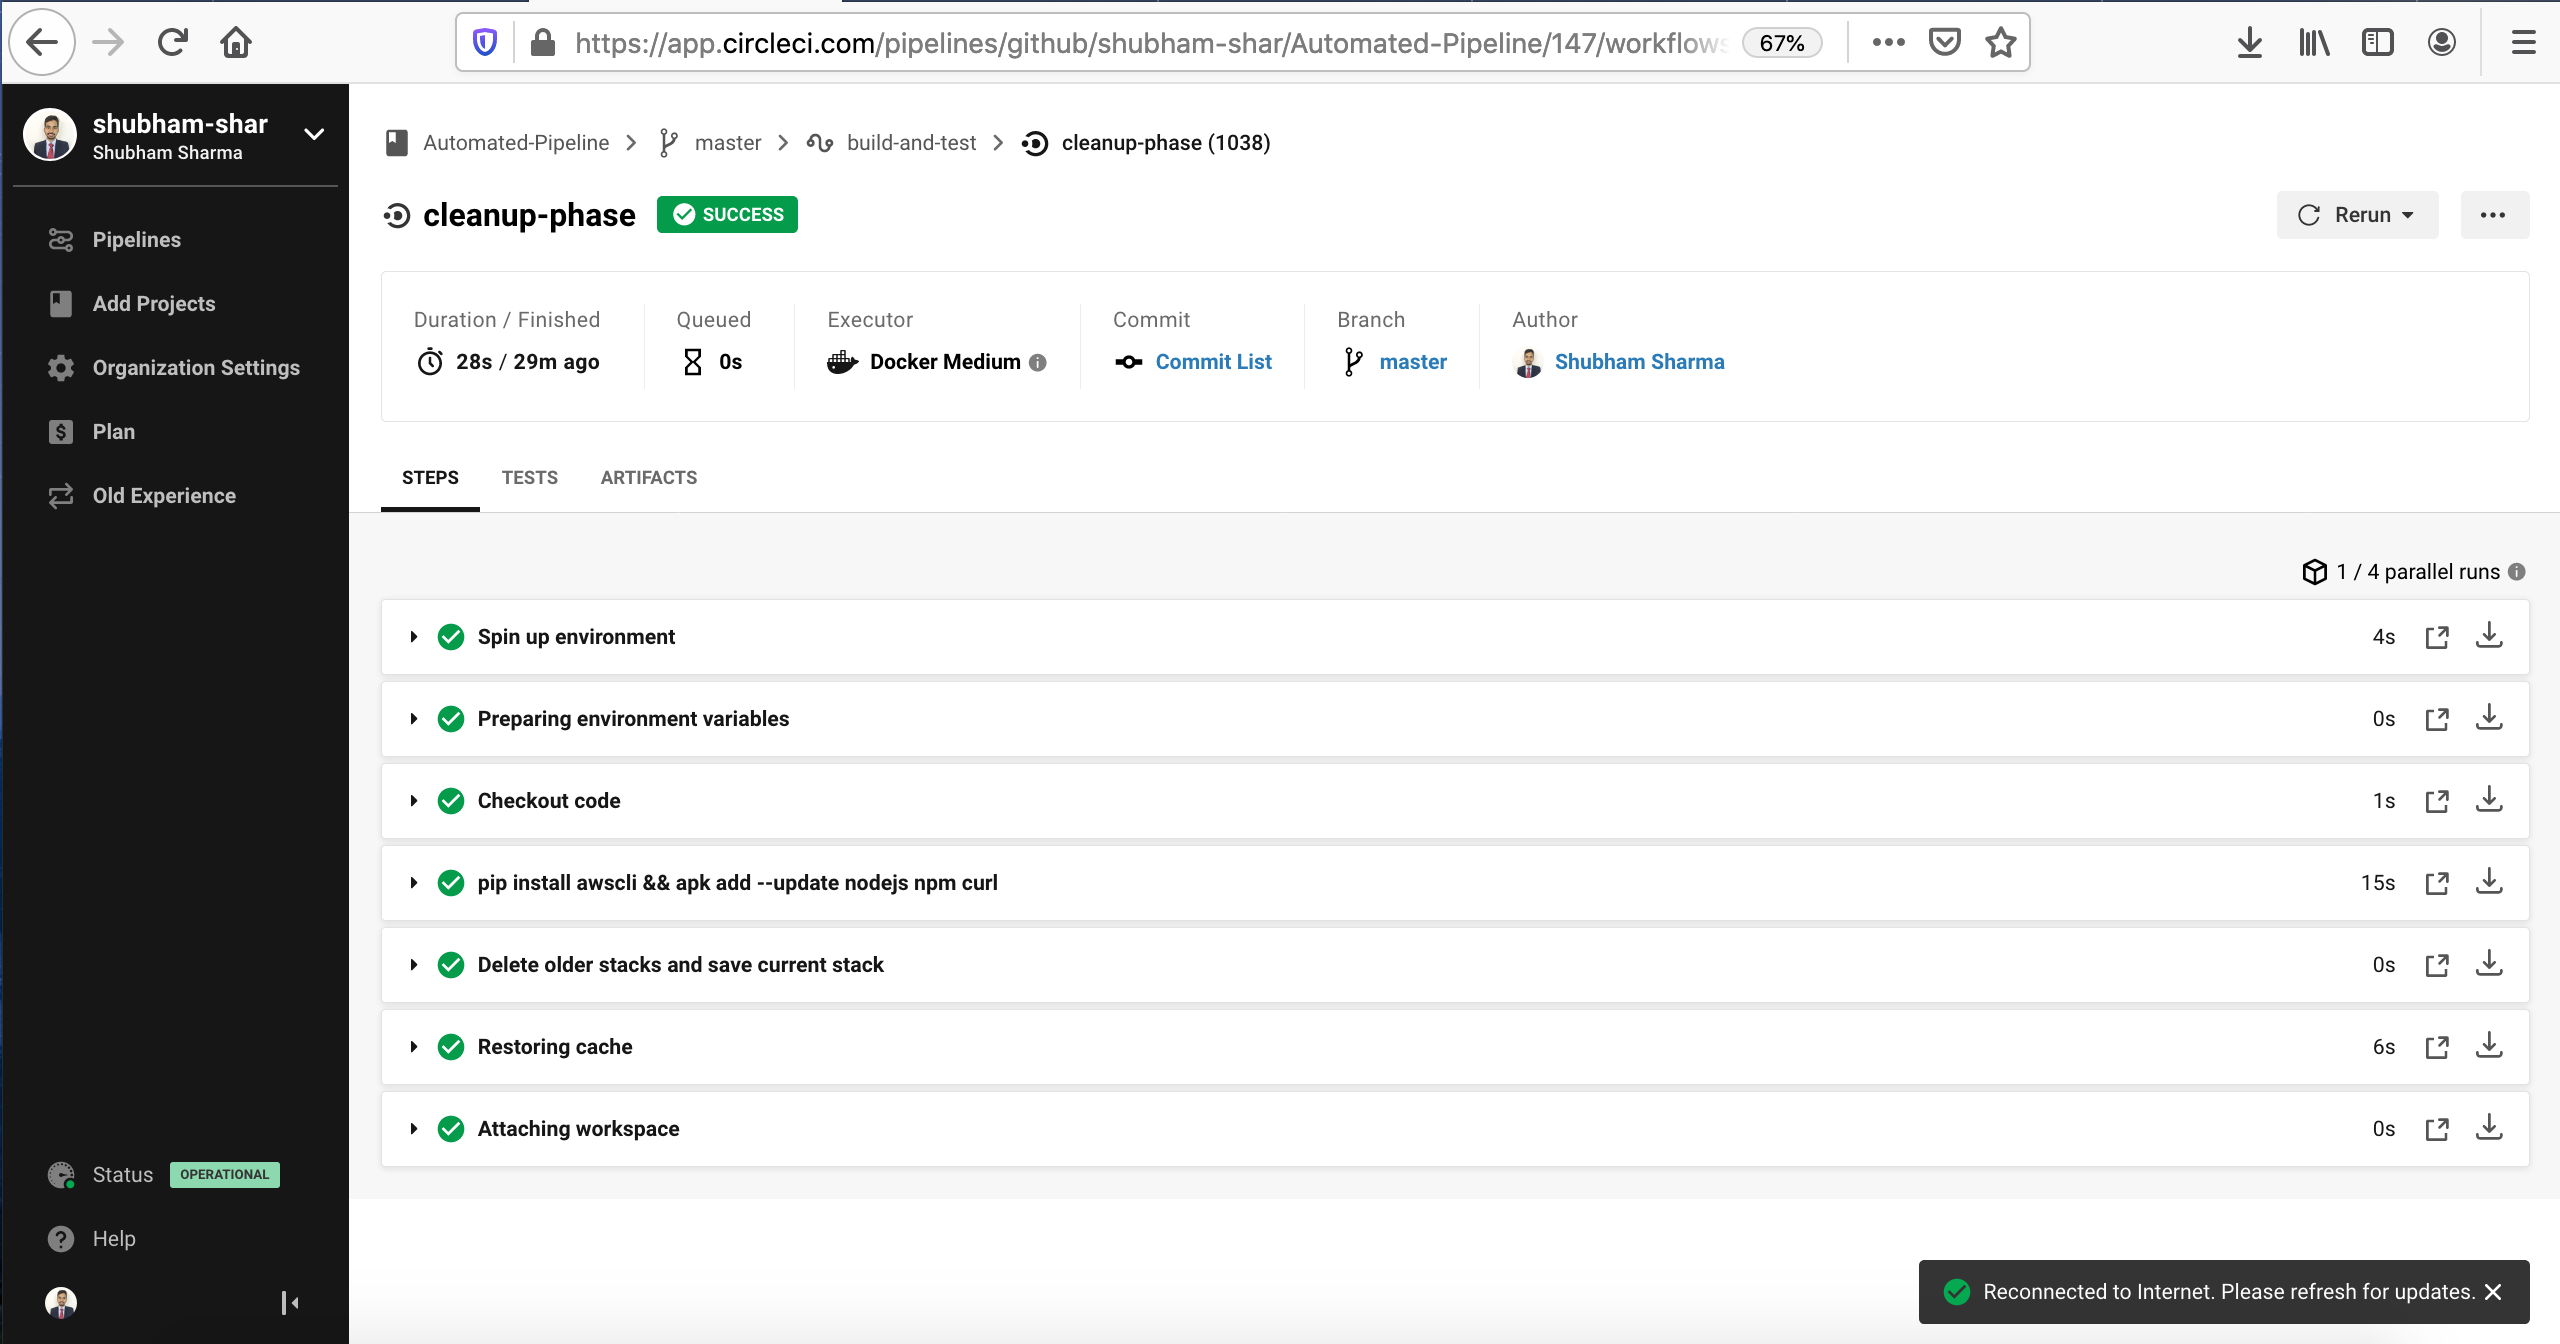 https://app.circleci.com/pipelines/github/shubham-shar/Automated-Pipeline/147/workflows
67%
shubham-shar
Shubham Sharma
Pipelines
Add Projects
Organization Settings
Plan
Old Experience
Status OPERATIONAL
Help
Automated-Pipeline master build-and-test cleanup-phase (1038)
cleanup-phase SUCCESS
Rerun
Duration / Finished
28s / 29m ago
Queued
0s
Executor
Docker Medium
Commit
Commit List
Branch
master
Author
Shubham Sharma
STEPS TESTS ARTIFACTS
1 / 4 parallel runs
Spin up environment 4s
Preparing environment variables 0s
Checkout code 1s
pip install awscli && apk add --update nodejs npm curl 15s
Delete older stacks and save current stack 0s
Restoring cache 6s
Attaching workspace 0s
Reconnected to Internet. Please refresh for updates.